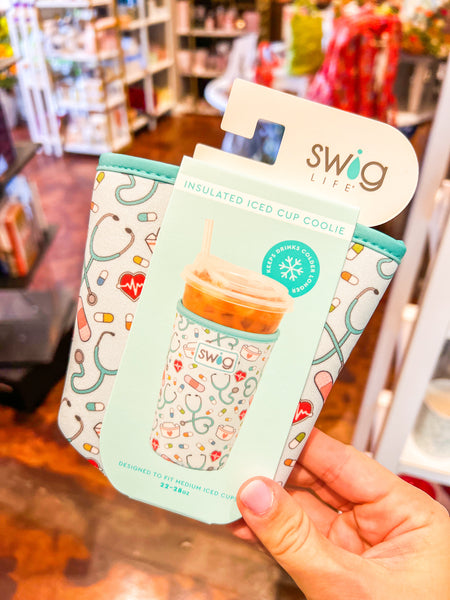 swig
LIFE
INSULATED ICED CUP COOLIE
KEEPS DRINKS COLDER LONGER
swig
DESIGNED TO FIT MEDIUM ICED CUPS
22-28oz